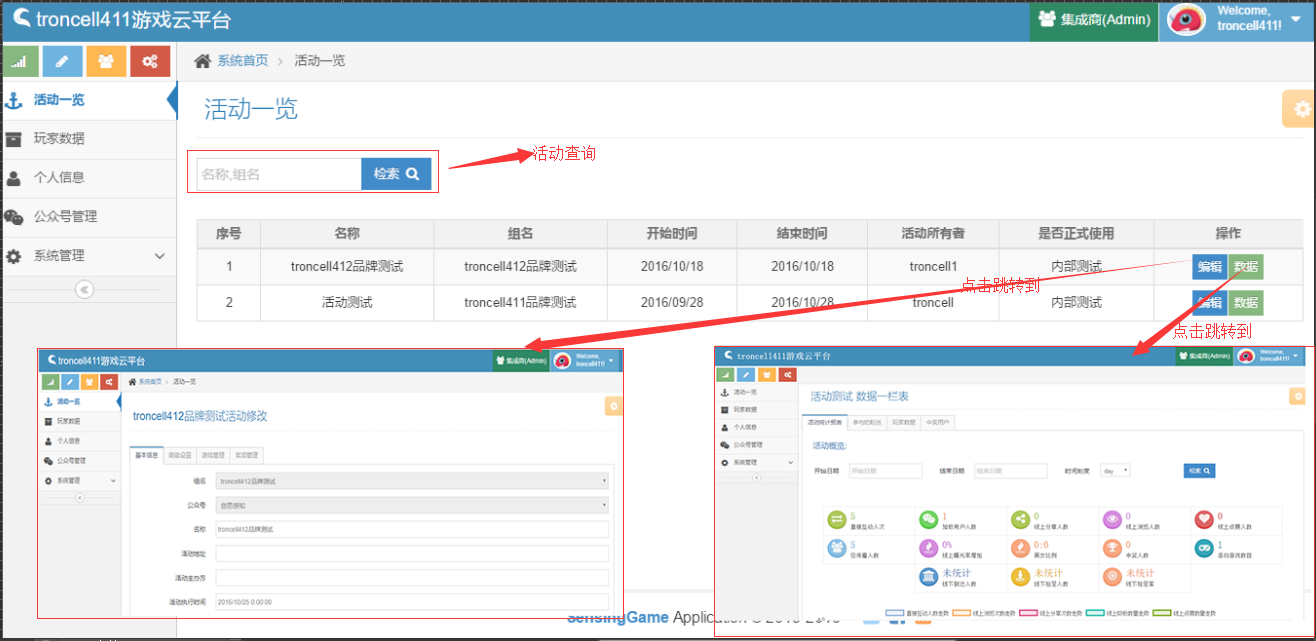 troncell411游戏云平台
集成商(Admin)
Welcome,
troncell411!
系统首页 > 活动一览
活动一览
玩家数据
个人信息
公众号管理
系统管理
活动一览
名称,组名
检索
活动查询
序号 名称 组名 开始时间 结束时间 活动所有者 是否正式使用 操作
1 troncell412品牌测试 troncell412品牌测试 2016/10/18 2016/10/18 troncell1 内部测试 编辑 数据
2 活动测试 troncell411品牌测试 2016/09/28 2016/10/28 troncell 内部测试 编辑 数据
点击跳转到
点击跳转到
troncell411游戏云平台
集成商(Admin)
Welcome,
troncell411!
系统首页 > 活动一览
活动一览
玩家数据
个人信息
公众号管理
系统管理
troncell412品牌测试活动修改
基本信息 高级设置 游戏管理 奖项管理
组名 troncell412品牌测试
公众号 创思感知
名称 troncell412品牌测试
活动地址
活动主办方
活动执行时间 2016/10/25 0:00:00
troncell411游戏云平台
集成商(Admin)
Welcome,
troncell411!
活动一览
玩家数据
个人信息
公众号管理
系统管理
活动测试 数据一栏表
活动统计报表 参与的粉丝 玩家数据 中奖用户
活动概览:
开始日期 开始日期 结束日期 结束日期 时间刻度 day 检索
5 直接互动人次
1 加粉用户人数
0 线上分享人数
0 线上浏览人数
0 线上点赞人数
5 总传播人数
0% 线上曝光率增加
0:0 男女比例
0 中奖人数
1 活动游戏数目
未统计 线下到达人数
未统计 线下驻足人数
未统计 线下驻足率
直接互动人数走势 线上浏览次数走势 线上分享次数走势 线上倾听数量走势 线上点赞数量走势
SensingGame Application ©